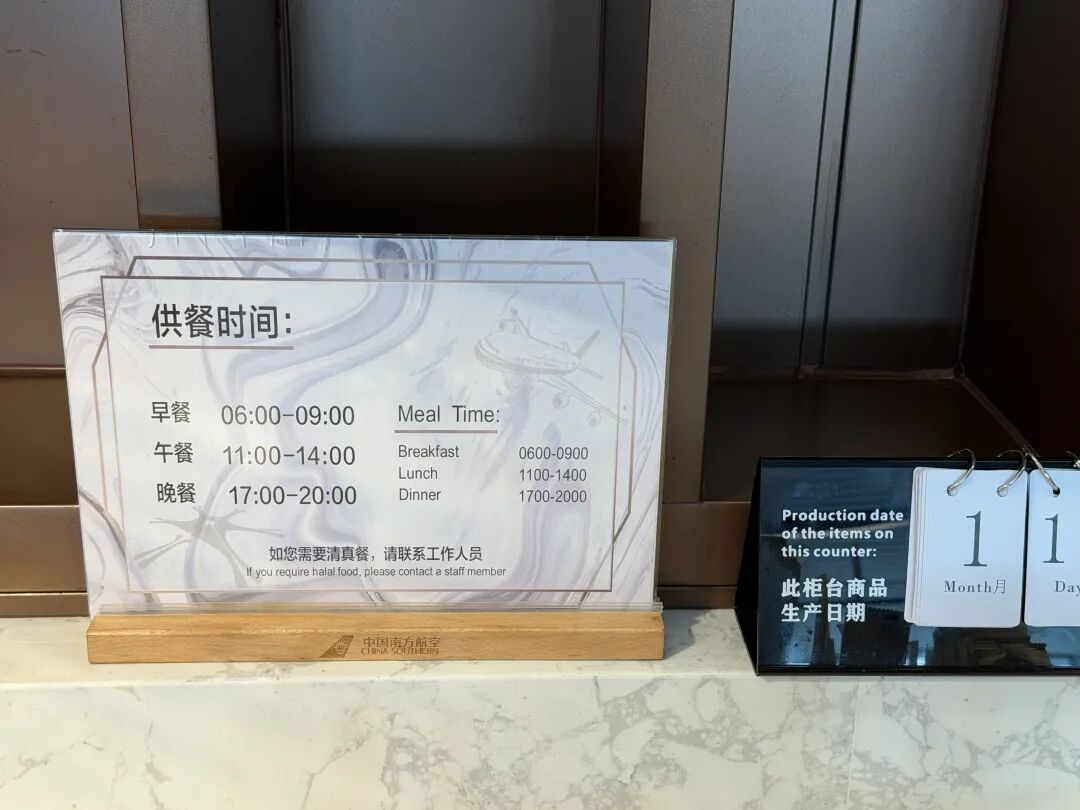 供餐时间:
早餐 06:00-09:00
午餐 11:00-14:00
晚餐 17:00-20:00
Meal Time:
Breakfast 0600-0900
Lunch 1100-1400
Dinner 1700-2000
如您需要清真餐，请联系工作人员
If you require halal food, please contact a staff member
中国南方航空
CHINA SOUTHERN
Production date
of the items on
this counter:
此柜台商品
生产日期
1
Month月
1
Day